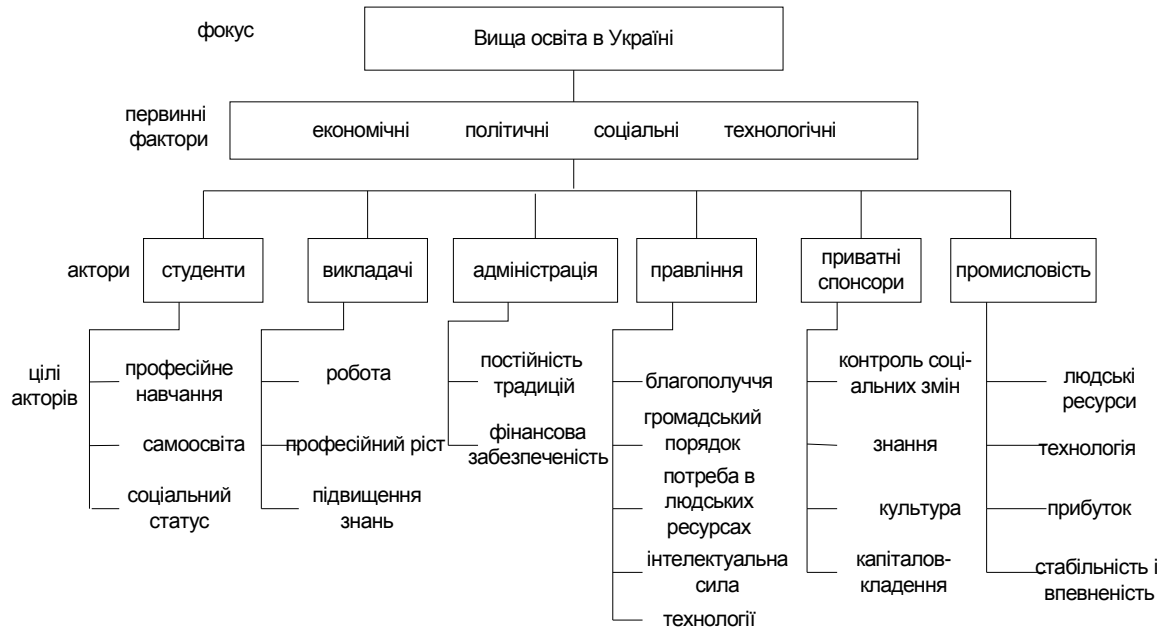 фокус
Вища освіта в Україні
первинні
фактори
економічні політичні соціальні технологічні
актори
студенти
викладачі
адміністрація
правління
приватні
спонсори
промисловість
цілі
акторів
професійне
навчання
самоосвіта
соціальний
статус
робота
професійний ріст
підвищення
знань
постійність
традицій
фінансова
забезпеченість
благополуччя
громадський
порядок
потреба в
людських
ресурсах
інтелектуальна
сила
технології
контроль соці-
альних змін
знання
культура
капіталов-
кладення
людські
ресурси
технологія
прибуток
стабільність і
впевненість